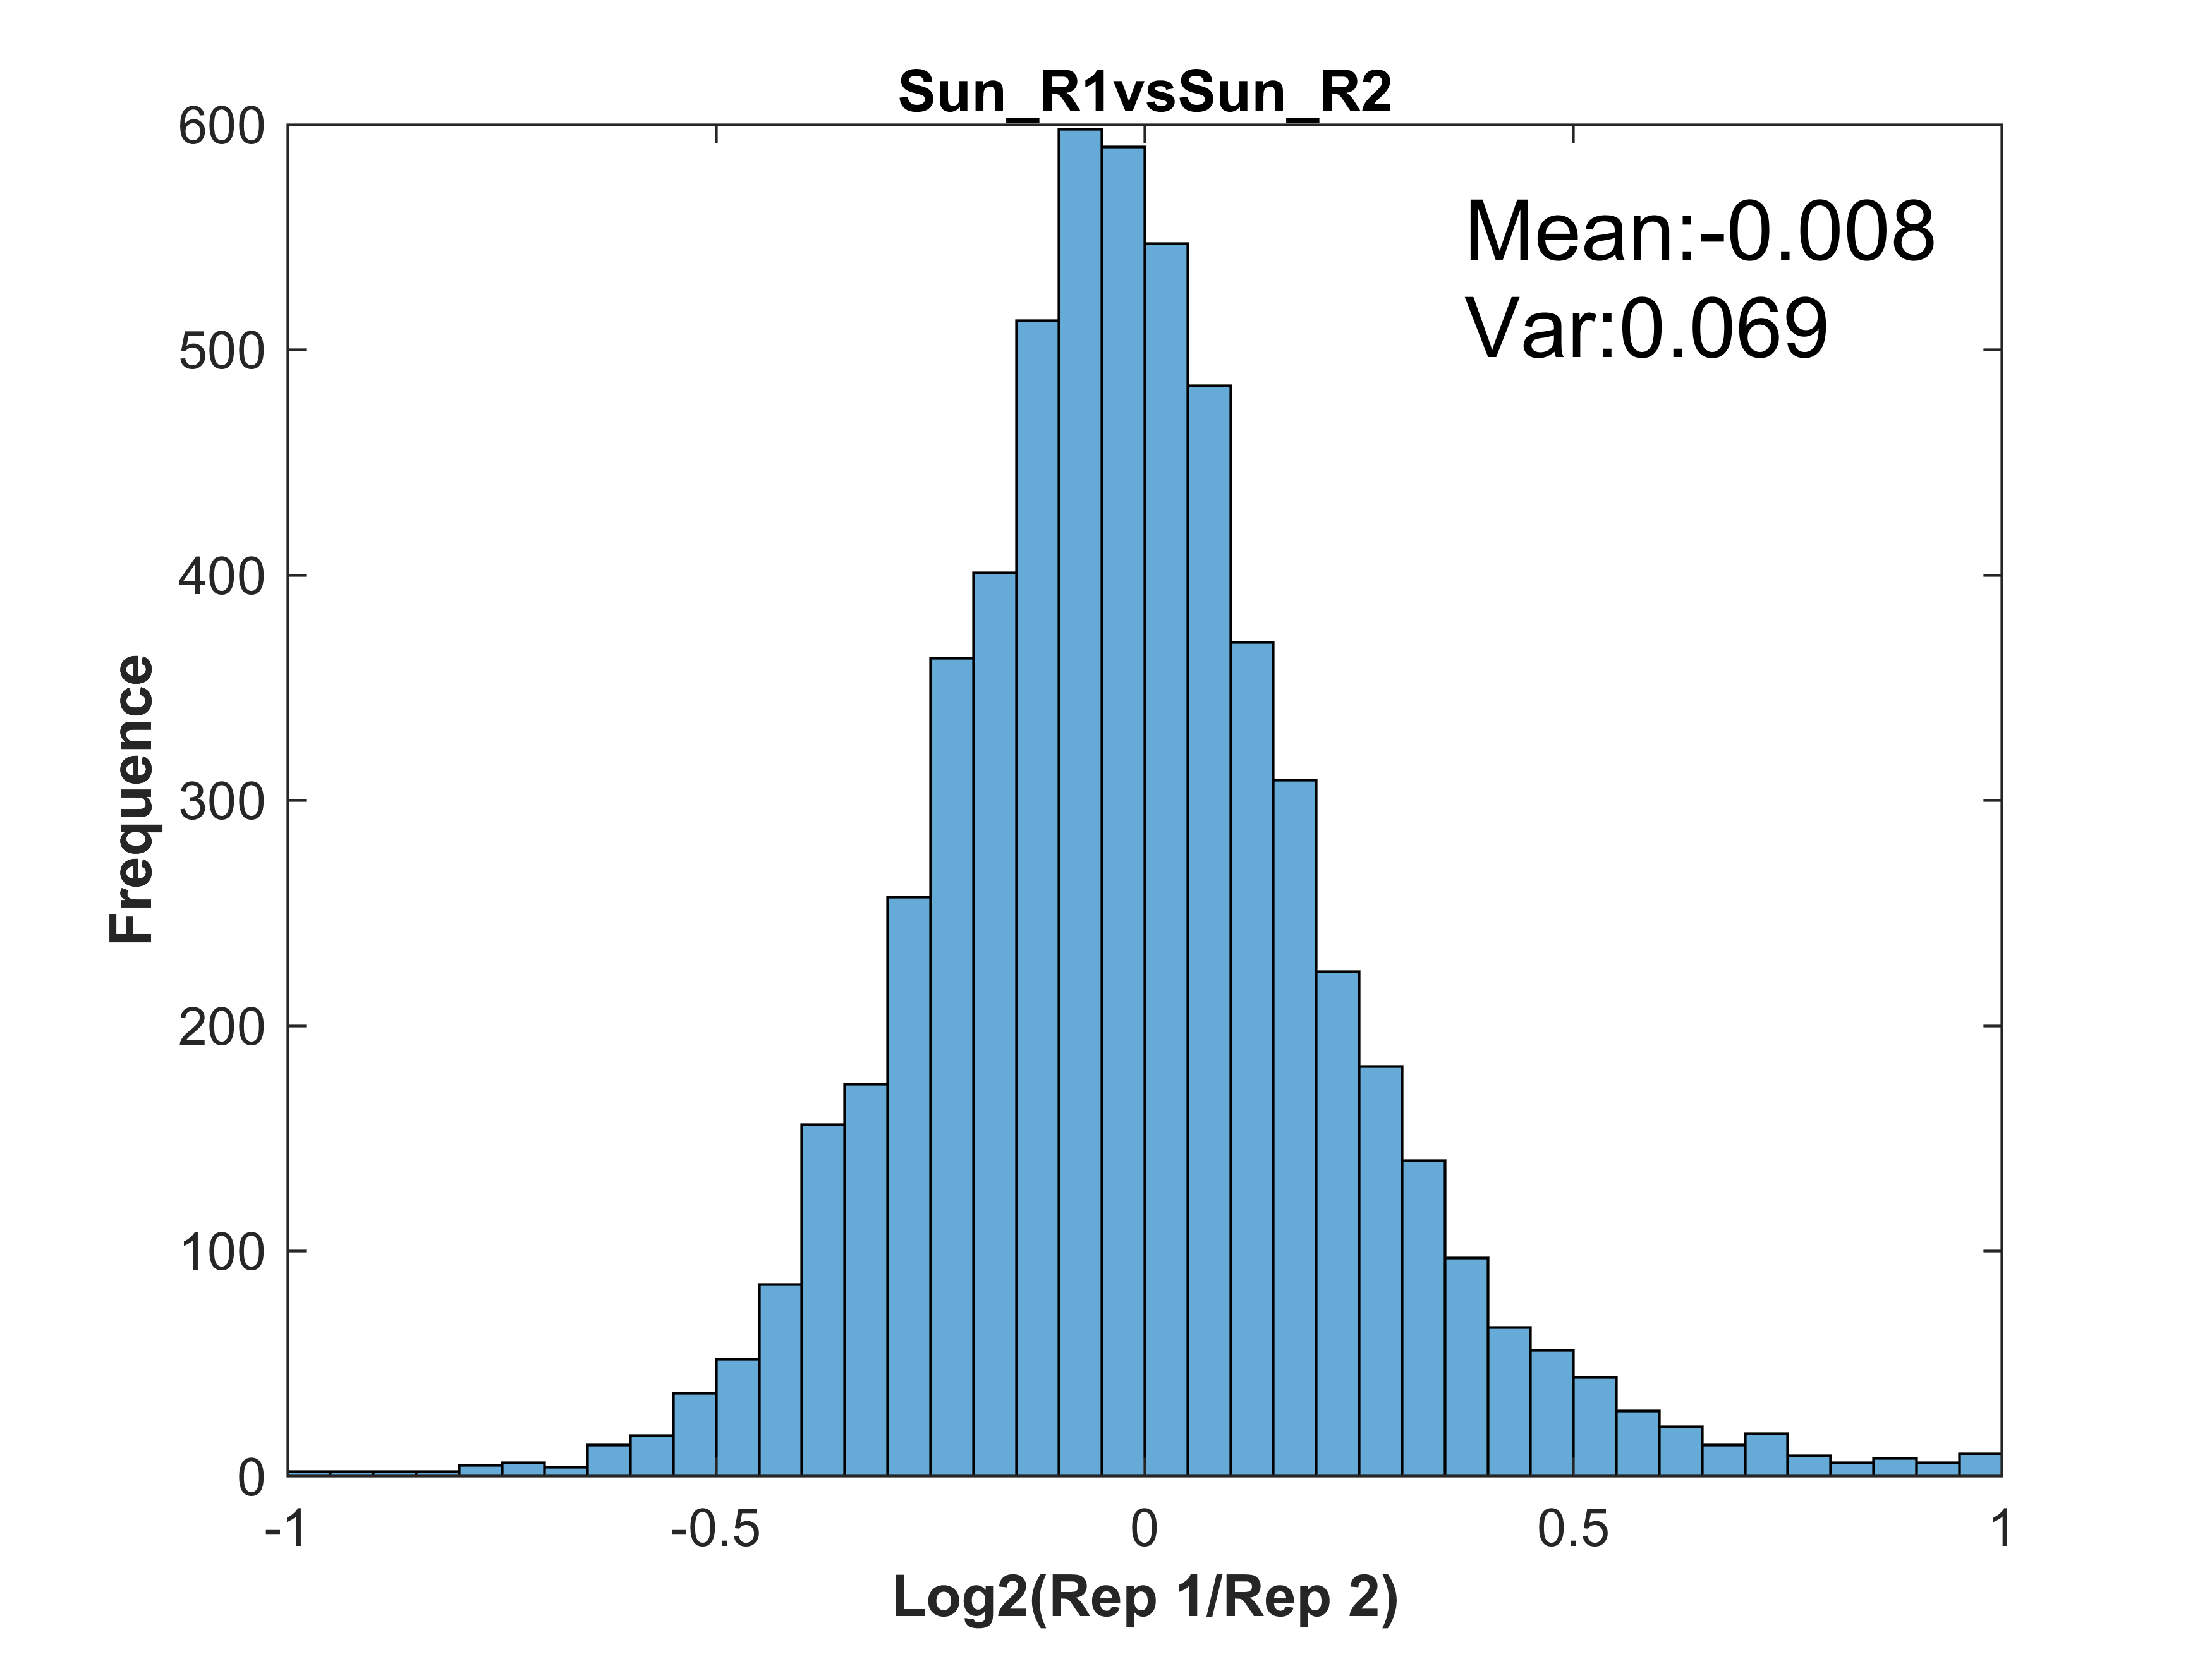 Sun_R1vsSun_R2
Mean:-0.008
Var:0.069
600
500
400
300
200
100
0
Frequence
-1 -0.5 0 0.5 1
Log2(Rep 1/Rep 2)